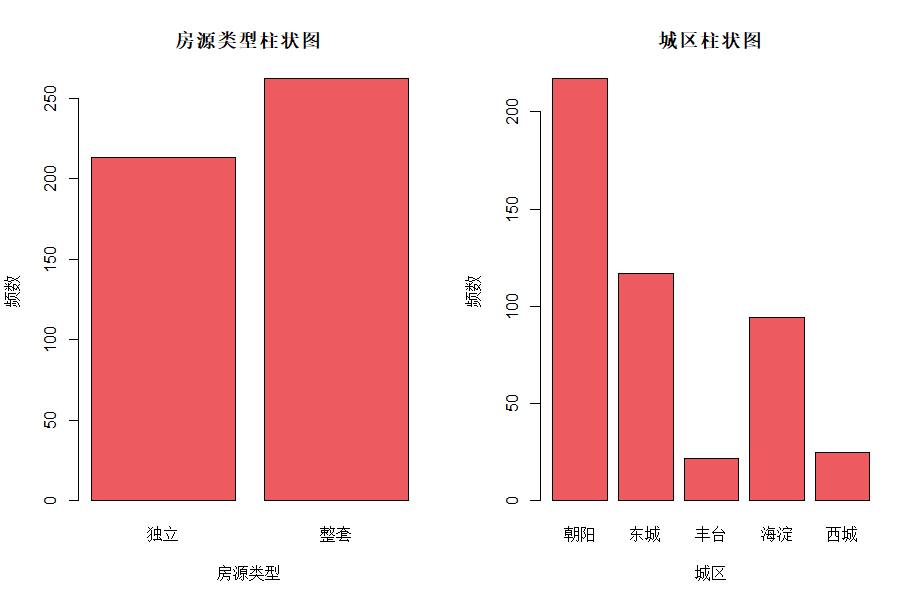 房源类型柱状图
频数
250
200
150
100
50
0
独立 整套
房源类型
城区柱状图
频数
200
150
100
50
0
朝阳 东城 丰台 海淀 西城
城区